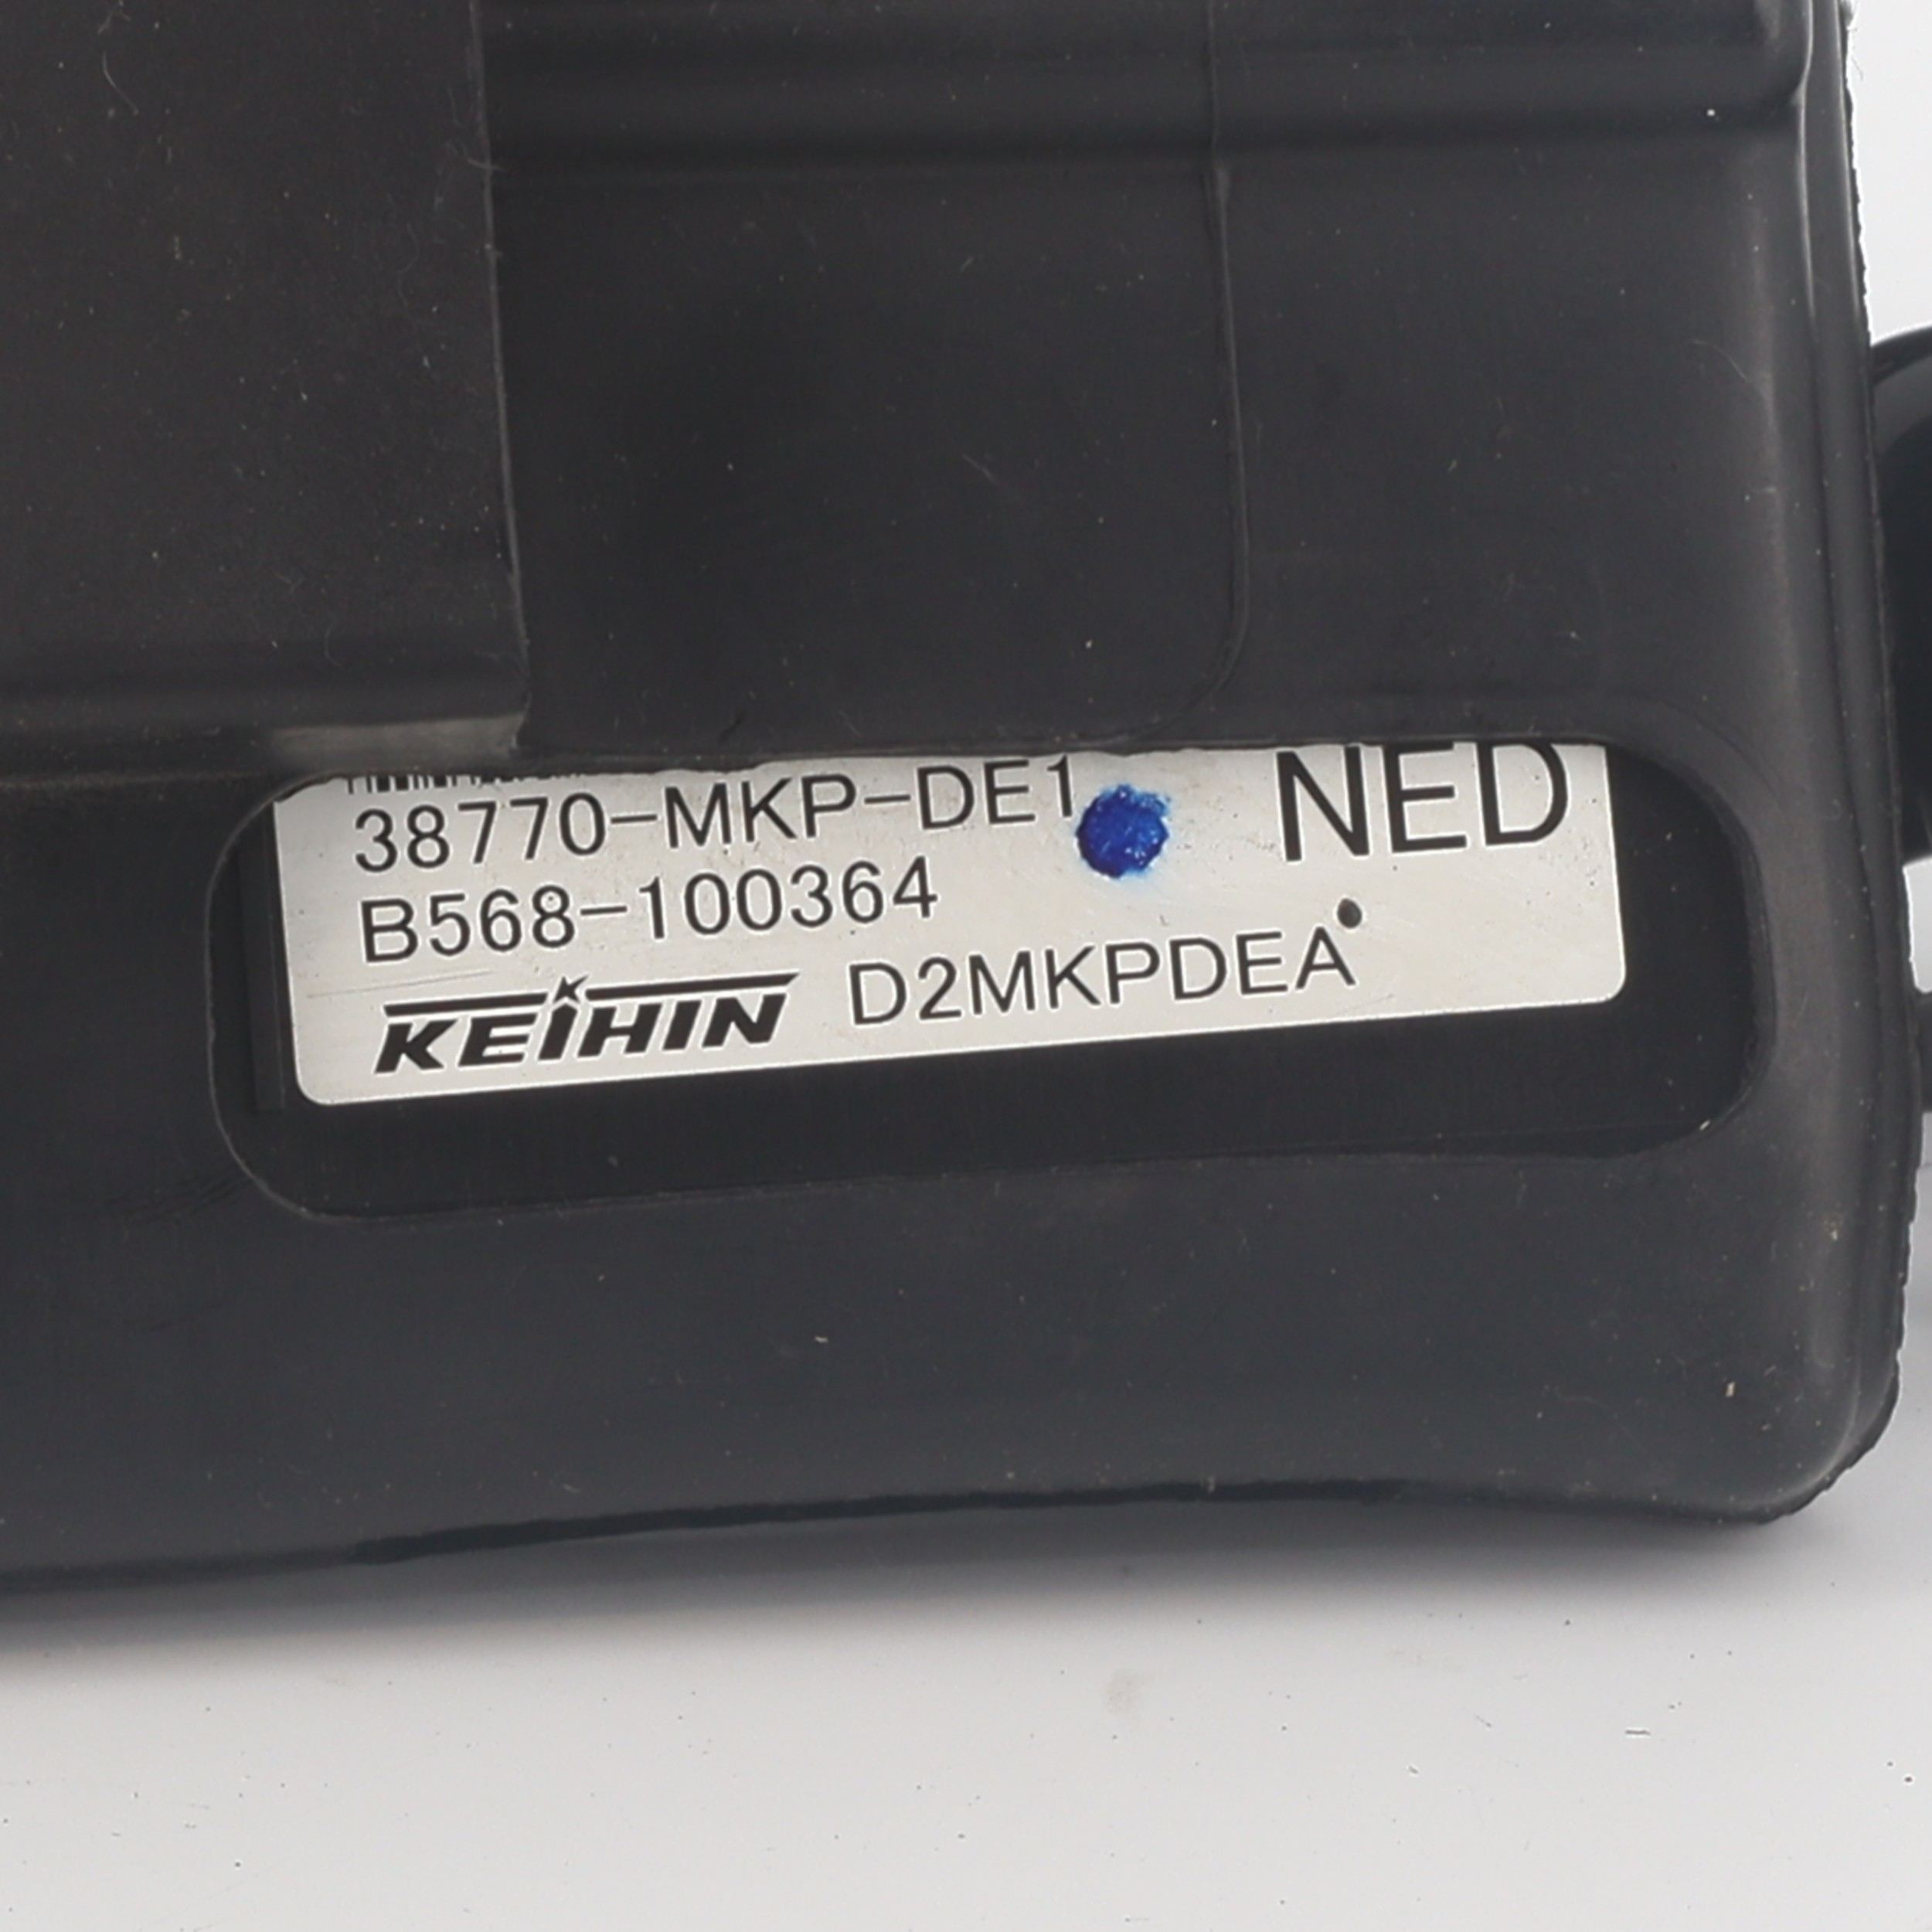 38770-MKP-DE1 NED
B568-100364
KEIHIN D2MKPDEA